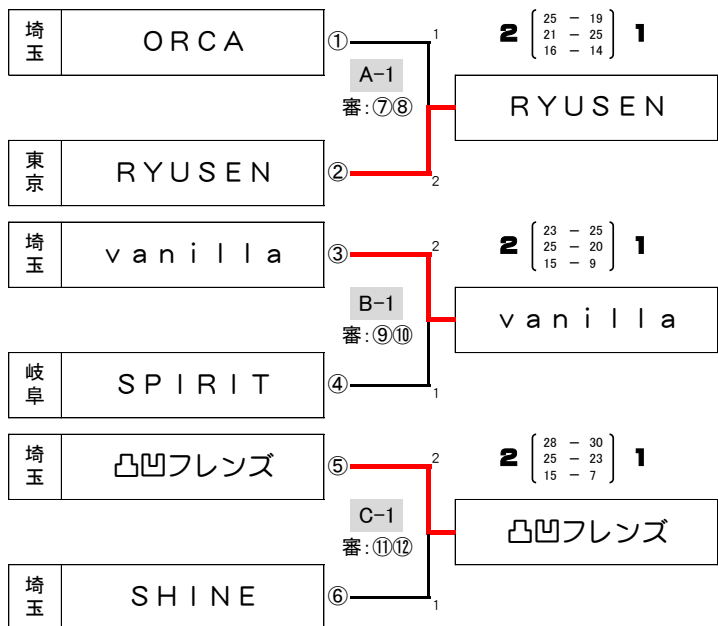 埼玉 ＯＲＣＡ ① 1
A-1
審:⑦⑧
東京 ＲＹＵＳＥＮ ② 2
2 25 － 19 1
21 － 25
16 － 14
ＲＹＵＳＥＮ
埼玉 ｖａｎｉｌｌａ ③ 2
B-1
審:⑨⑩
岐阜 ＳＰＩＲＩＴ ④ 1
2 23 － 25 1
25 － 20
15 － 9
ｖａｎｉｌｌａ
埼玉 凸凹フレンズ ⑤ 2
C-1
審:⑪⑫
埼玉 ＳＨＩＮＥ ⑥ 1
2 28 － 30 1
25 － 23
15 － 7
凸凹フレンズ